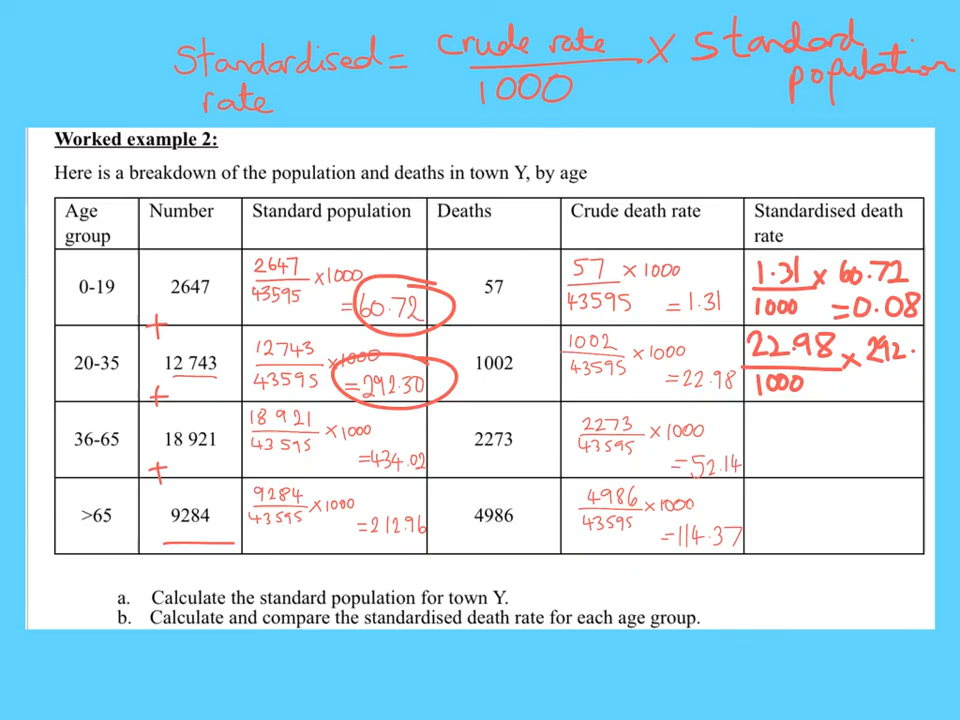 Standardised rate = crude rate / 1000 × Standard population
Worked example 2:
Here is a breakdown of the population and deaths in town Y, by age
Age group | Number | Standard population | Deaths | Crude death rate | Standardised death rate
0-19 | 2647 | 2647/43595 ×1000 =60.72 | 57 | 57/43595 ×1000 =1.31 | 1.31/1000 × 60.72 =0.08
+
20-35 | 12 743 | 12743/43595 ×1000 =292.30 | 1002 | 1002/43595 ×1000 =22.98 | 22.98/1000 × 292.
+
36-65 | 18 921 | 18 921/43 595 ×1000 =434.02 | 2273 | 2273/43595 ×1000 =52.14
+
>65 | 9284 | 9284/43595 ×1000 =212.96 | 4986 | 4986/43595 ×1000 =114.37
a. Calculate the standard population for town Y.
b. Calculate and compare the standardised death rate for each age group.